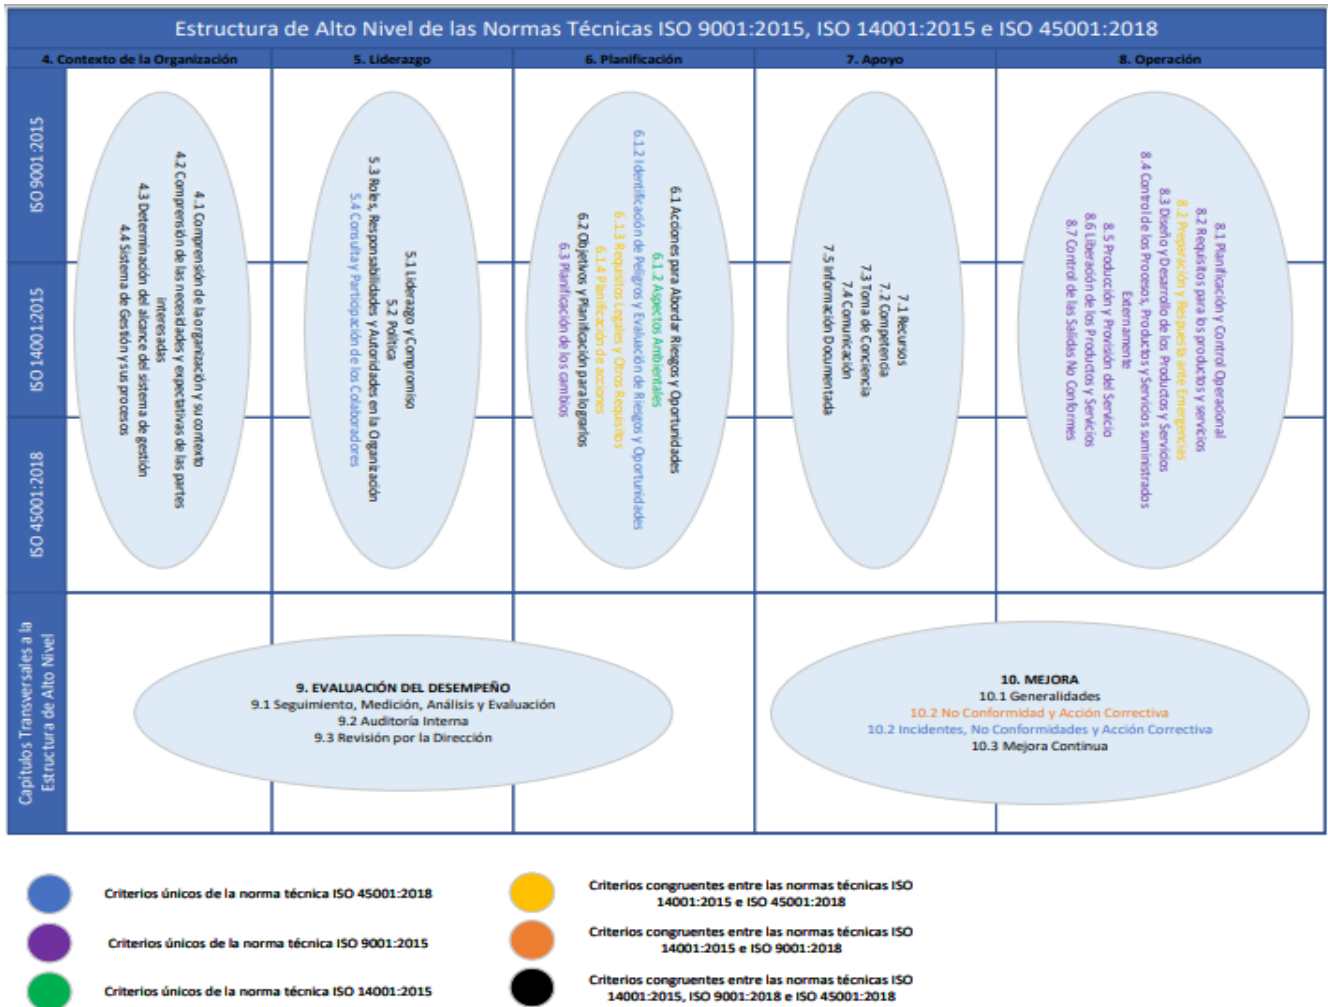 Estructura de Alto Nivel de las Normas Técnicas ISO 9001:2015, ISO 14001:2015 e ISO 45001:2018
4. Contexto de la Organización
5. Liderazgo
6. Planificación
7. Apoyo
8. Operación
ISO 9001:2015
ISO 14001:2015
ISO 45001:2018
4.1 Comprensión de la organización y su contexto
4.2 Comprensión de las necesidades y expectativas de las partes
interesadas
4.3 Determinación del alcance del sistema de gestión
4.4 Sistema de Gestión y sus procesos
5.1 Liderazgo y Compromiso
5.2 Política
5.3 Roles, Responsabilidades y Autoridades en la Organización
5.4 Consulta y Participación de los Colaboradores
6.1 Acciones para Abordar Riesgos y Oportunidades
6.1.2 Aspectos Ambientales
6.1.2 Identificación de Peligros y Evaluación de Riesgos y Oportunidades
6.1.3 Requisitos Legales y Otros Requisitos
6.1.4 Planificación de acciones
6.2 Objetivos y Planificación para lograrlos
6.3 Planificación de los cambios
7.1 Recursos
7.2 Competencia
7.3 Toma de Conciencia
7.4 Comunicación
7.5 Información Documentada
8.1 Planificación y Control Operacional
8.2 Requisitos para los productos y servicios
8.2 Preparación y Respuesta ante Emergencias
8.3 Diseño y Desarrollo de los Productos y Servicios
8.4 Control de los Procesos, Productos y Servicios suministrados
Externamente
8.5 Producción y Provisión del Servicio
8.6 Liberación de los Productos y Servicios
8.7 Control de las Salidas No Conformes
Capítulos Transversales a la
Estructura de Alto Nivel
9. EVALUACIÓN DEL DESEMPEÑO
9.1 Seguimiento, Medición, Análisis y Evaluación
9.2 Auditoría Interna
9.3 Revisión por la Dirección
10. MEJORA
10.1 Generalidades
10.2 No Conformidad y Acción Correctiva
10.2 Incidentes, No Conformidades y Acción Correctiva
10.3 Mejora Continua
Criterios únicos de la norma técnica ISO 45001:2018
Criterios únicos de la norma técnica ISO 9001:2015
Criterios únicos de la norma técnica ISO 14001:2015
Criterios congruentes entre las normas técnicas ISO
14001:2015 e ISO 45001:2018
Criterios congruentes entre las normas técnicas ISO
14001:2015 e ISO 9001:2018
Criterios congruentes entre las normas técnicas ISO
14001:2015, ISO 9001:2018 e ISO 45001:2018